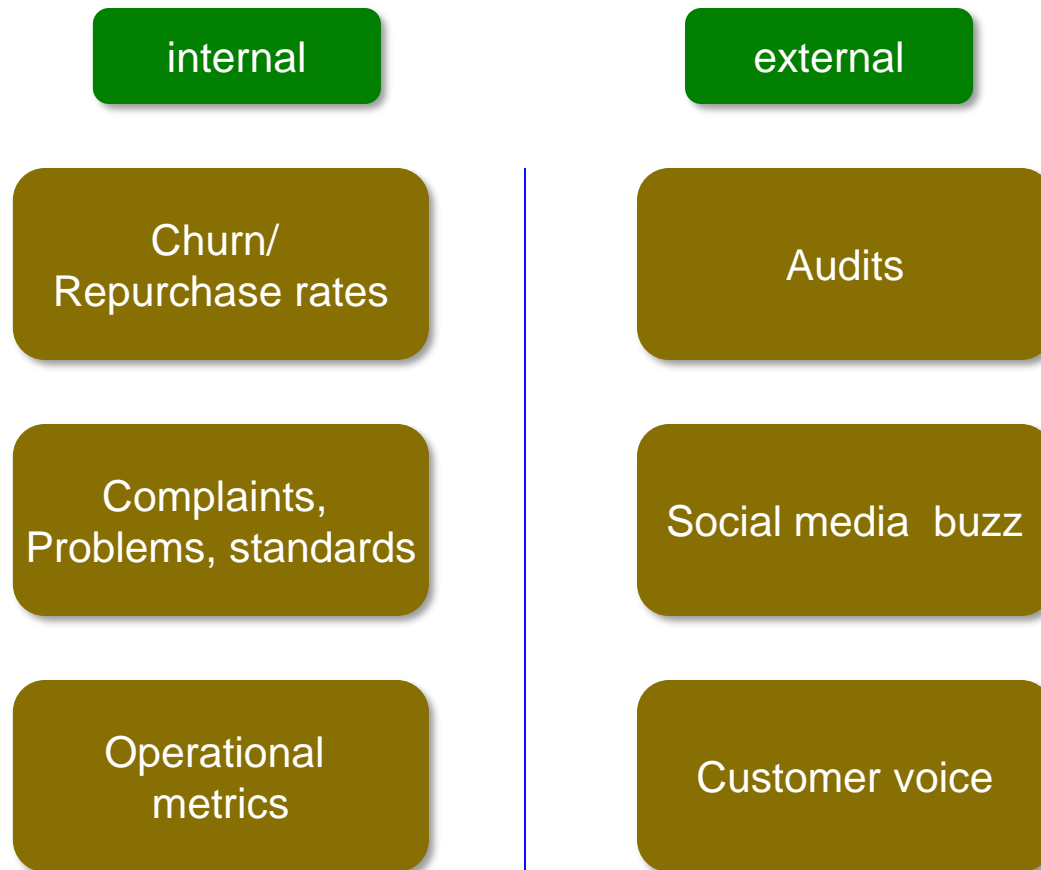 internal
external
Churn/
Repurchase rates
Audits
Complaints,
Problems, standards
Social media  buzz
Operational
metrics
Customer voice